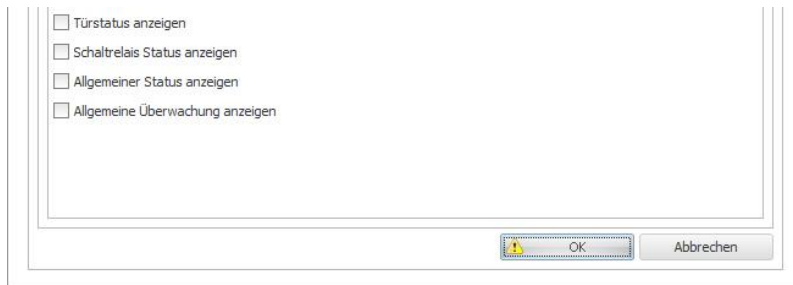 Türstatus anzeigen
Schaltrelais Status anzeigen
Allgemeiner Status anzeigen
Allgemeine Überwachung anzeigen
OK Abbrechen